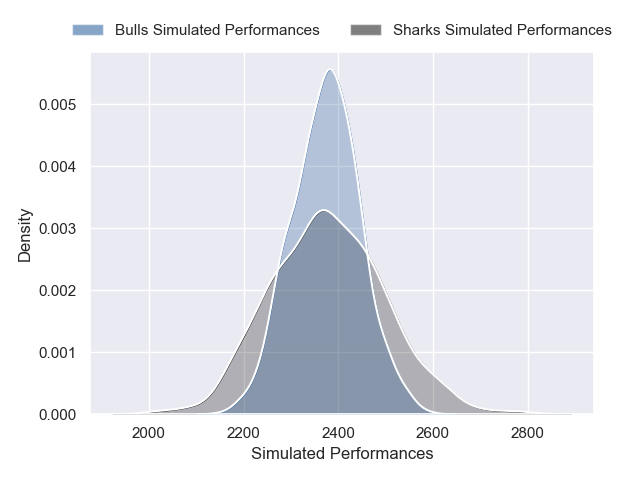 Bulls Simulated Performances Sharks Simulated Performances
0.005
0.004
0.003
0.002
0.001
0.000
Density
2000 2200 2400 2600 2800
Simulated Performances